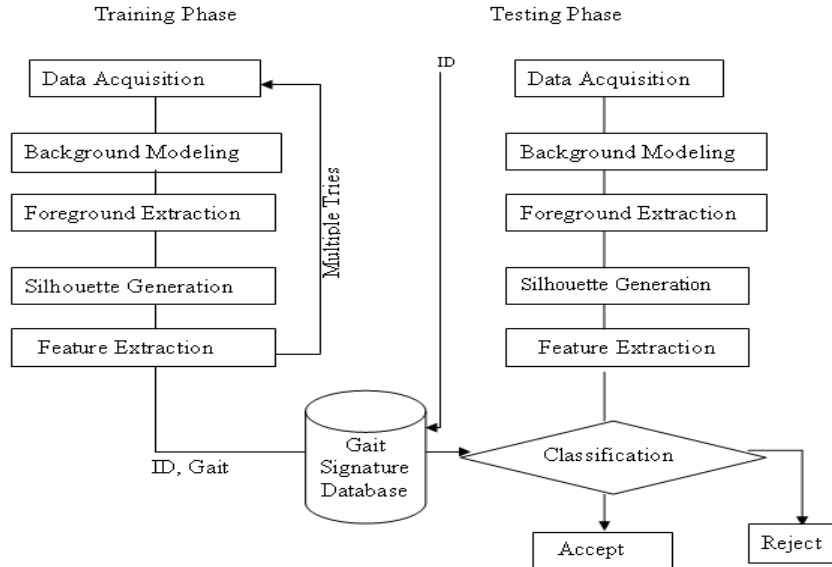 Training Phase
Testing Phase
ID
Data Acquisition
Background Modeling
Foreground Extraction
Silhouette Generation
Feature Extraction
Multiple Tries
ID, Gait
Gait
Signature
Database
Data Acquisition
Background Modeling
Foreground Extraction
Silhouette Generation
Feature Extraction
Classification
Accept
Reject